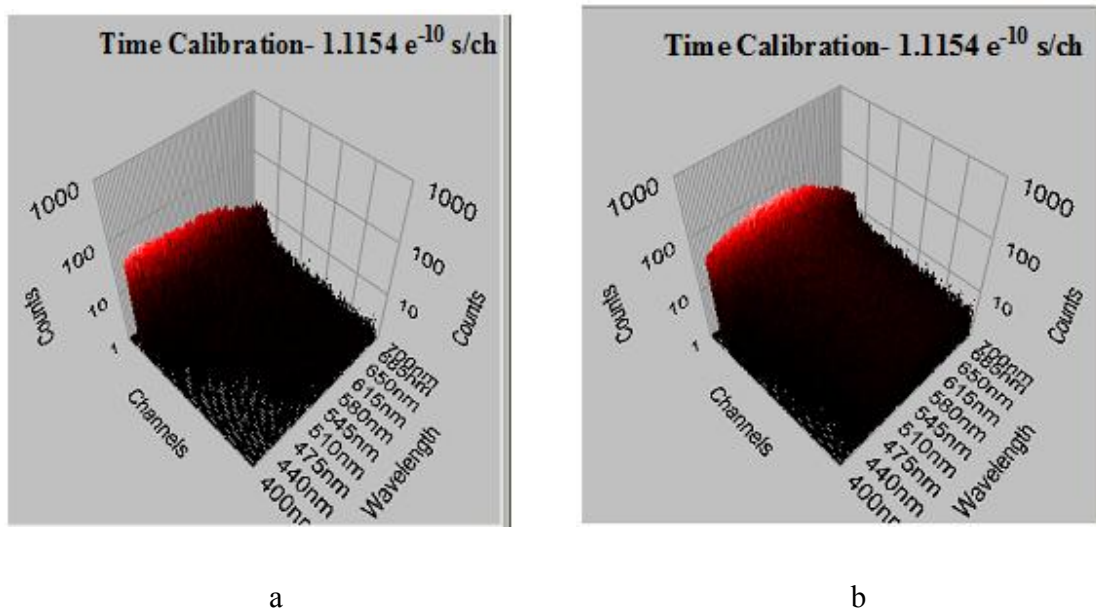 Time Calibration- 1.1154 e-10 s/ch
1000
100
10
1
Counts
Channels
1000
100
10
Counts
700nm
685nm
650nm
615nm
580nm
545nm
510nm
475nm
440nm
400nm
Wavelength
a
Time Calibration- 1.1154 e-10 s/ch
1000
100
10
1
Counts
Channels
1000
100
10
Counts
700nm
685nm
650nm
615nm
580nm
545nm
510nm
475nm
440nm
400nm
Wavelength
b